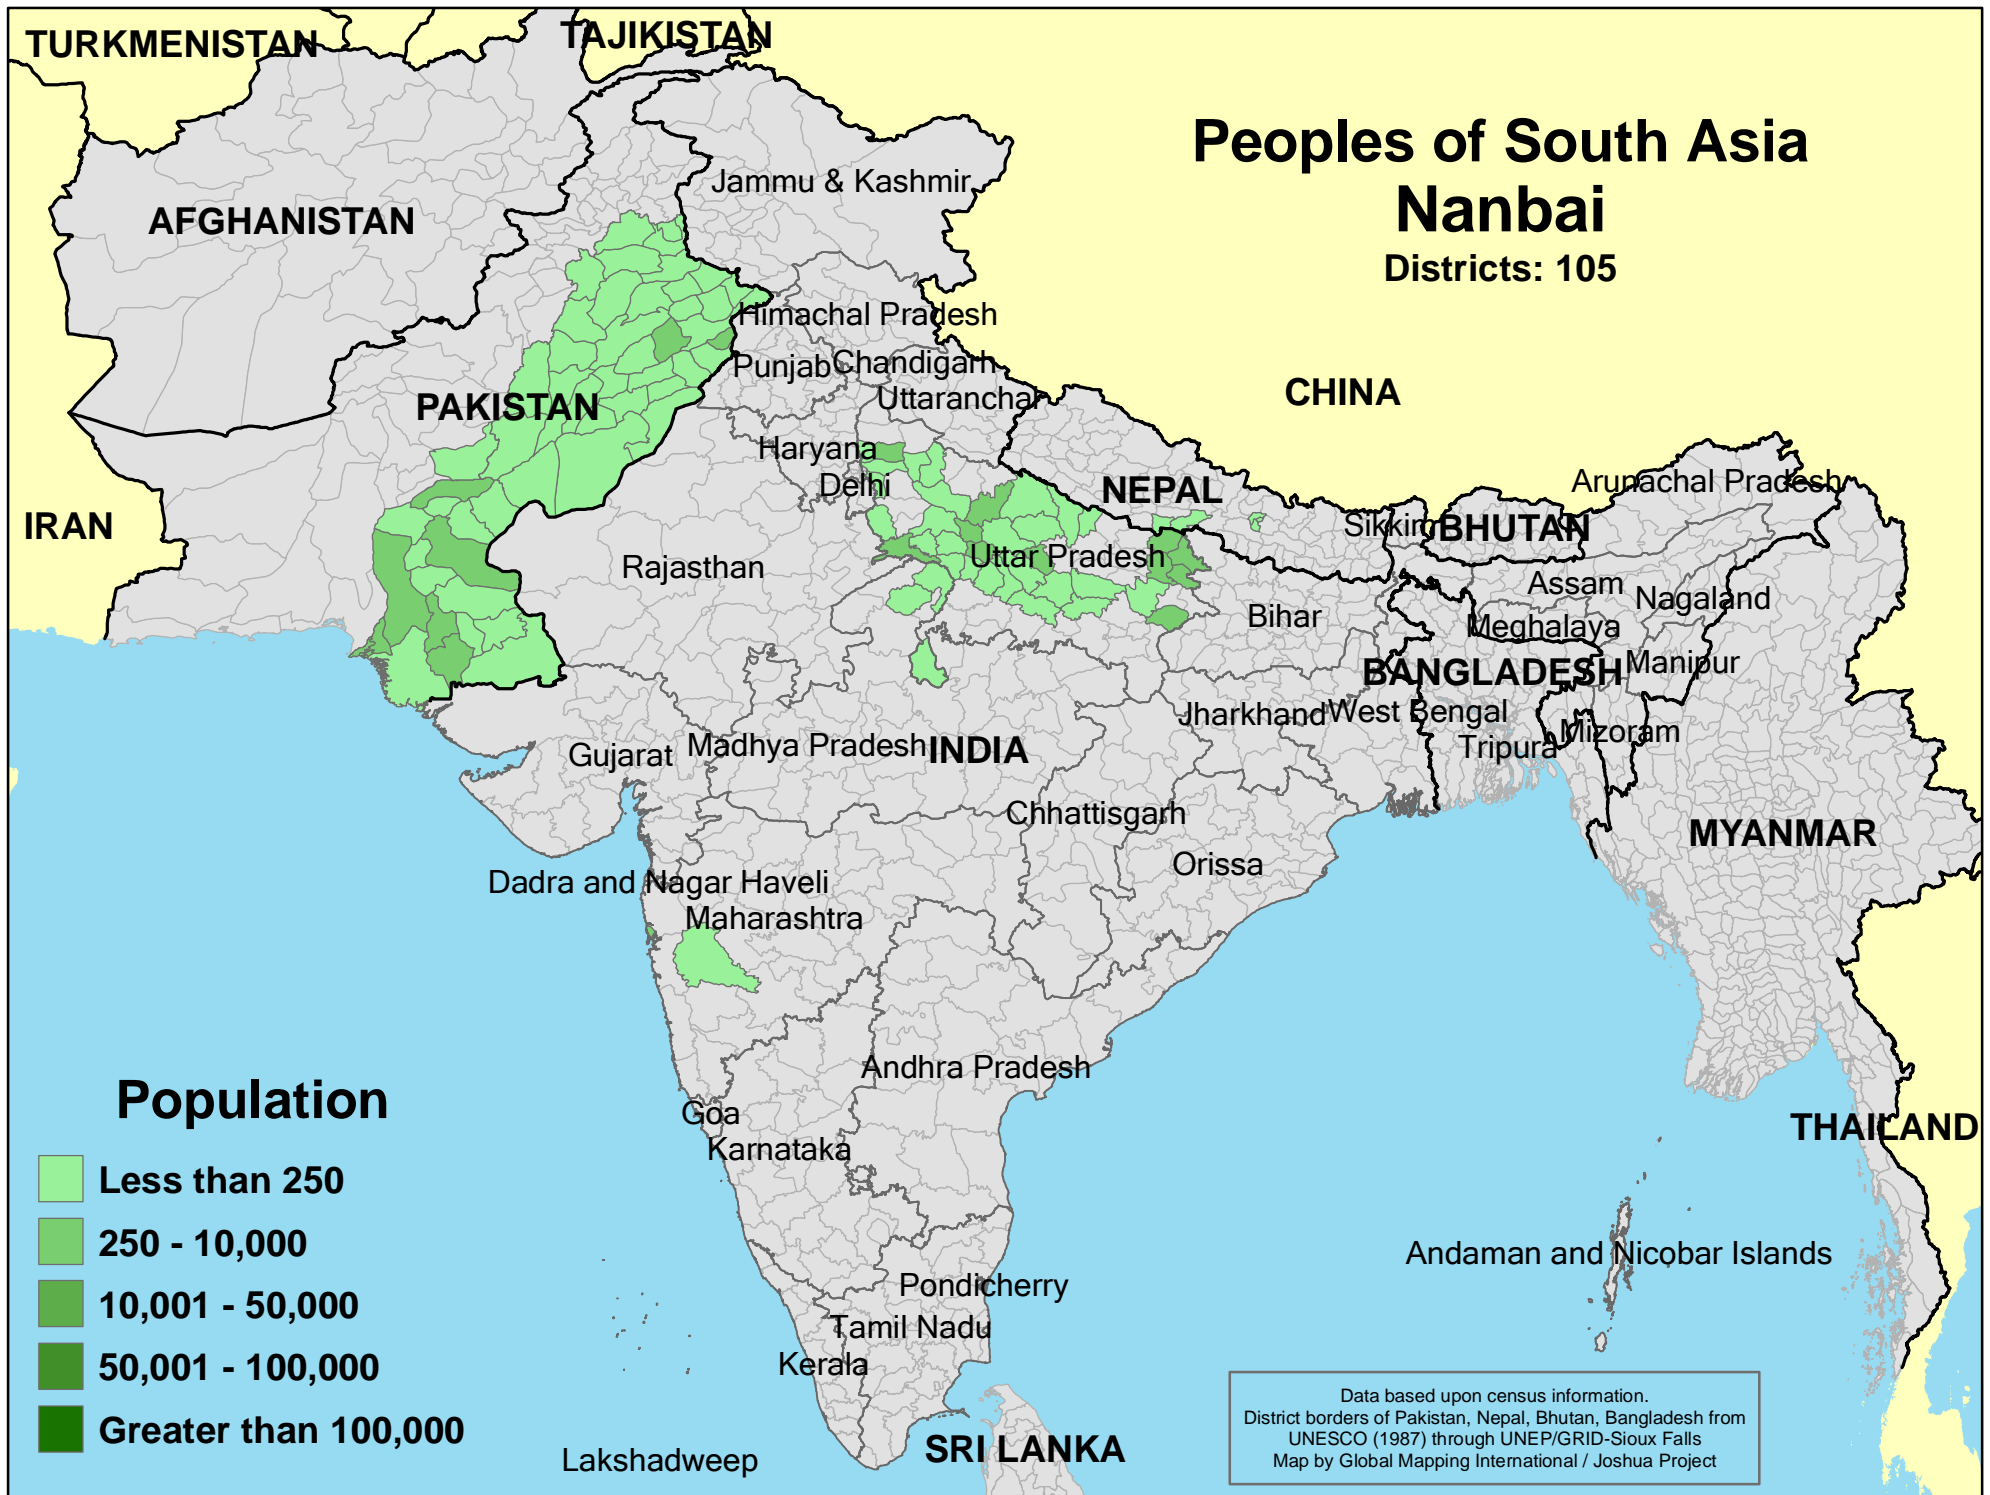 Peoples of South Asia
Nanbai
Districts: 105
TURKMENISTAN
TAJIKISTAN
Jammu & Kashmir
AFGHANISTAN
Himachal Pradesh
Punjab
Chandigarh
Uttaranchal
CHINA
PAKISTAN
Haryana
Delhi
NEPAL
Arunachal Pradesh
IRAN
Sikkim
BHUTAN
Rajasthan
Uttar Pradesh
Assam
Nagaland
Bihar
Meghalaya
BANGLADESH
Manipur
Jharkhand
West Bengal
Tripura
Mizoram
Gujarat
Madhya Pradesh
INDIA
Chhattisgarh
MYANMAR
Orissa
Dadra and Nagar Haveli
Maharashtra
Andhra Pradesh
Goa
Karnataka
THAILAND
Andaman and Nicobar Islands
Pondicherry
Tamil Nadu
Kerala
SRI LANKA
Lakshadweep
Population
Less than 250
250 - 10,000
10,001 - 50,000
50,001 - 100,000
Greater than 100,000
Data based upon census information.
District borders of Pakistan, Nepal, Bhutan, Bangladesh from
UNESCO (1987) through UNEP/GRID-Sioux Falls
Map by Global Mapping International / Joshua Project